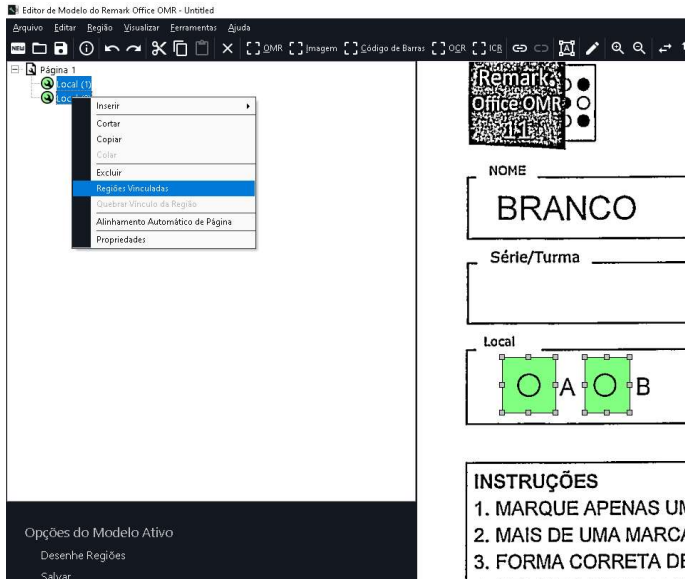 Editor de Modelo do Remark Office OMR - Untitled
Arquivo Editar Região Visualizar Ferramentas Ajuda
NEW OMR Imagem Código de Barras OCR ICR
Página 1
Local (1)
Inserir
Cortar
Copiar
Colar
Excluir
Regiões Vinculadas
Quebrar Vínculo da Região
Alinhamento Automático de Página
Propriedades
Opções do Modelo Ativo
Desenhe Regiões
Salvar
Remark
Office OMR
11
NOME
BRANCO
Série/Turma
Local
A B
INSTRUÇÕES
1. MARQUE APENAS UM
2. MAIS DE UMA MARCA
3. FORMA CORRETA DE